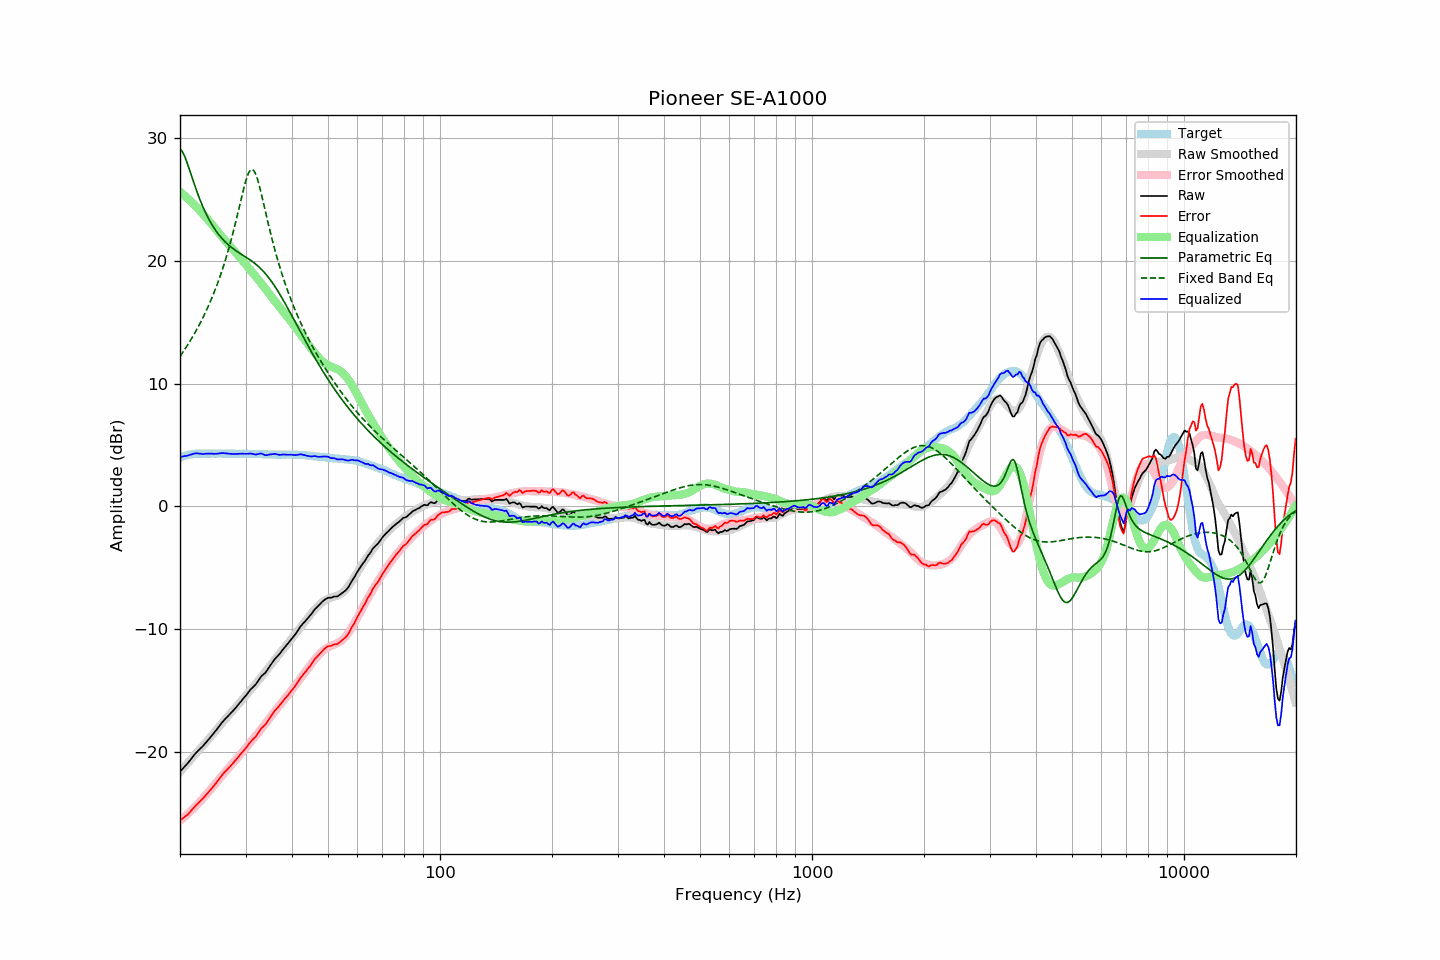 Pioneer SE-A1000
30
20
10
0
−10
−20
Amplitude (dBr)
100
1000
10000
Frequency (Hz)
Target
Raw Smoothed
Error Smoothed
Raw
Error
Equalization
Parametric Eq
Fixed Band Eq
Equalized